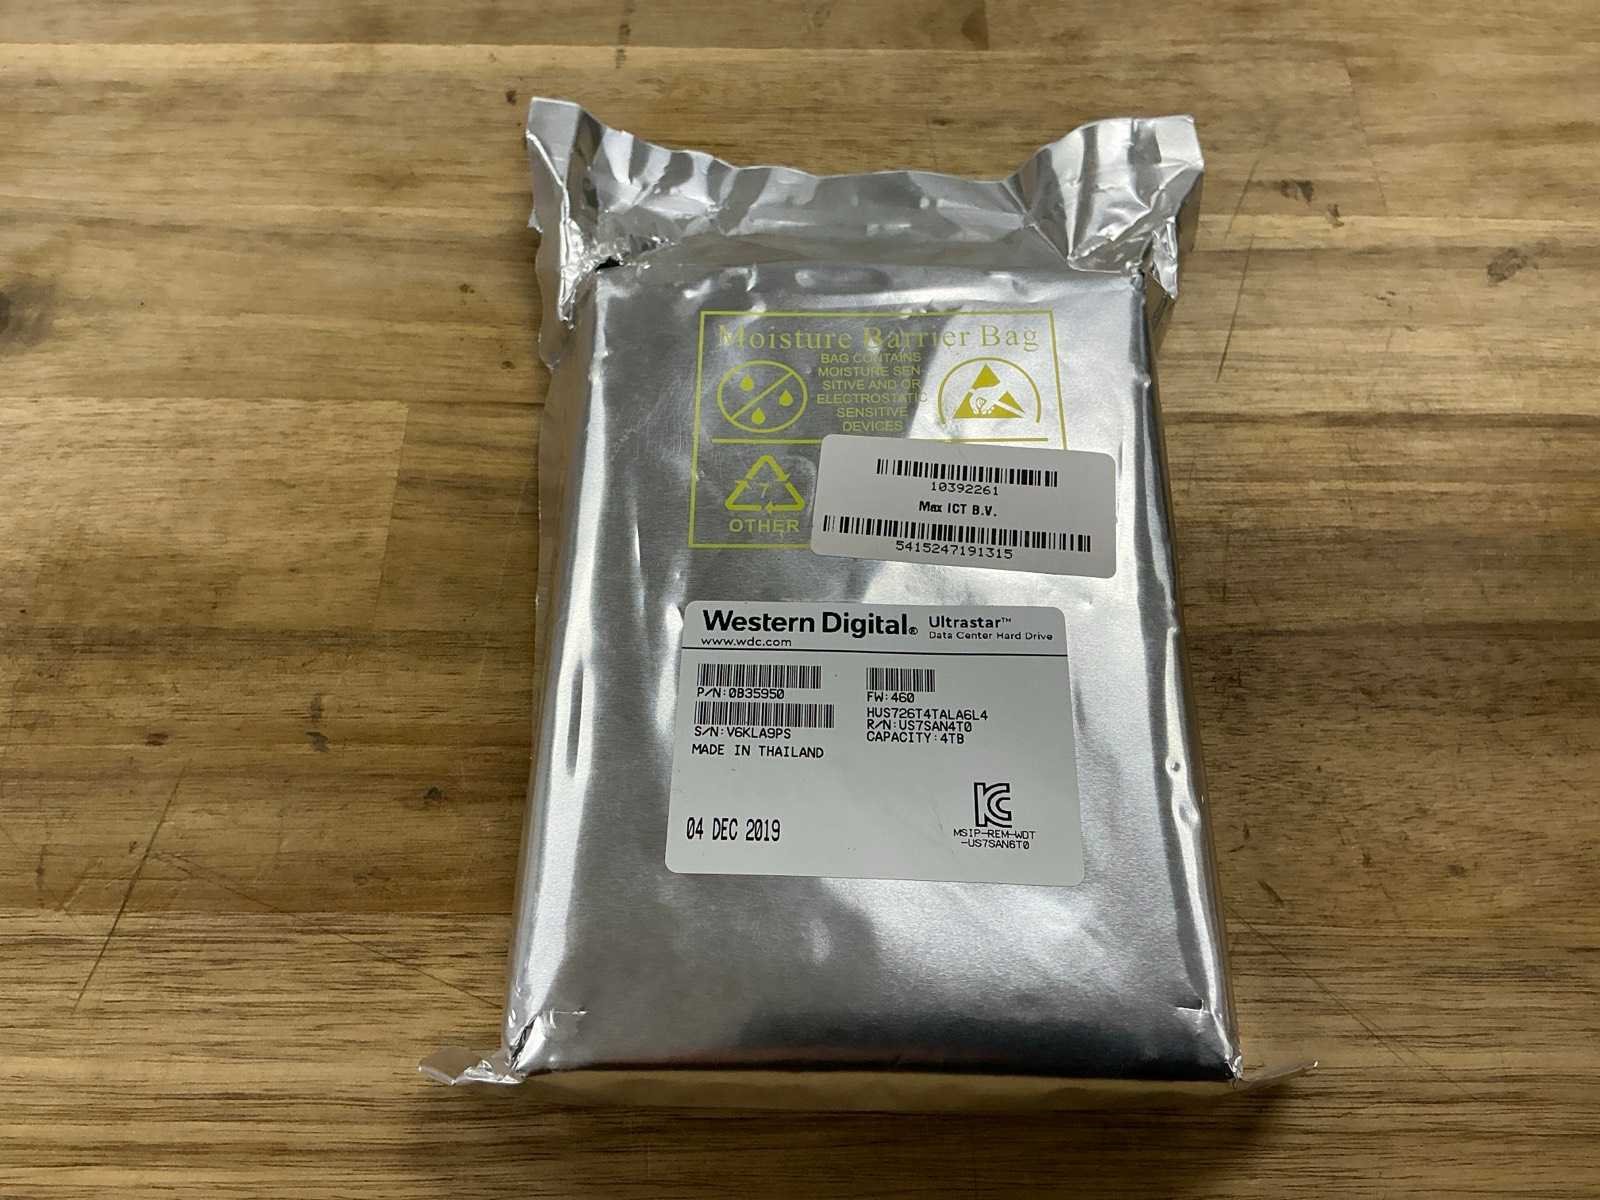 Moisture Barrier Bag
BAG CONTAINS
MOISTURE SEN-
SITIVE AND OR
ELECTROSTATIC
SENSITIVE
DEVICES
7
OTHER
10392261
Max ICT B.V.
5415247191315
Western Digital® Ultrastar™
www.wdc.com Data Center Hard Drive
P/N:0B35950
S/N:V6KLA9PS
MADE IN THAILAND
FW:460
HUS726T4TALA6L4
R/N:US7SAN4T0
CAPACITY:4TB
04 DEC 2019
MSIP-REM-WDT
-US7SAN6T0